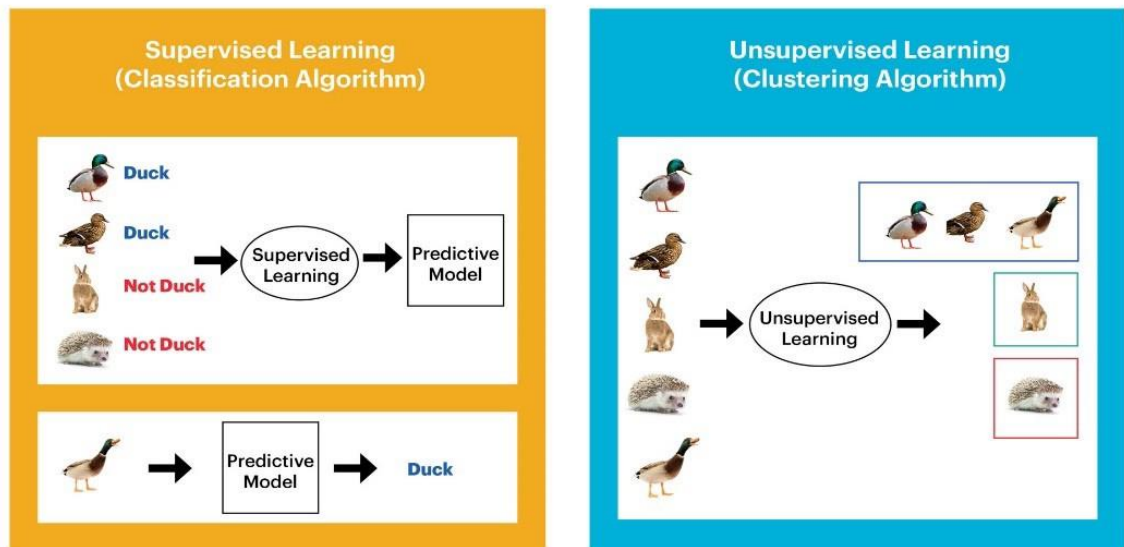 Supervised Learning
(Classification Algorithm)
Duck
Duck
Not Duck
Not Duck
Supervised
Learning
Predictive
Model
Predictive
Model
Duck
Unsupervised Learning
(Clustering Algorithm)
Unsupervised
Learning